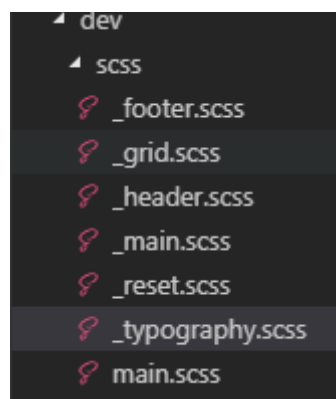 dev
scss
_footer.scss
_grid.scss
_header.scss
_main.scss
_reset.scss
_typography.scss
main.scss